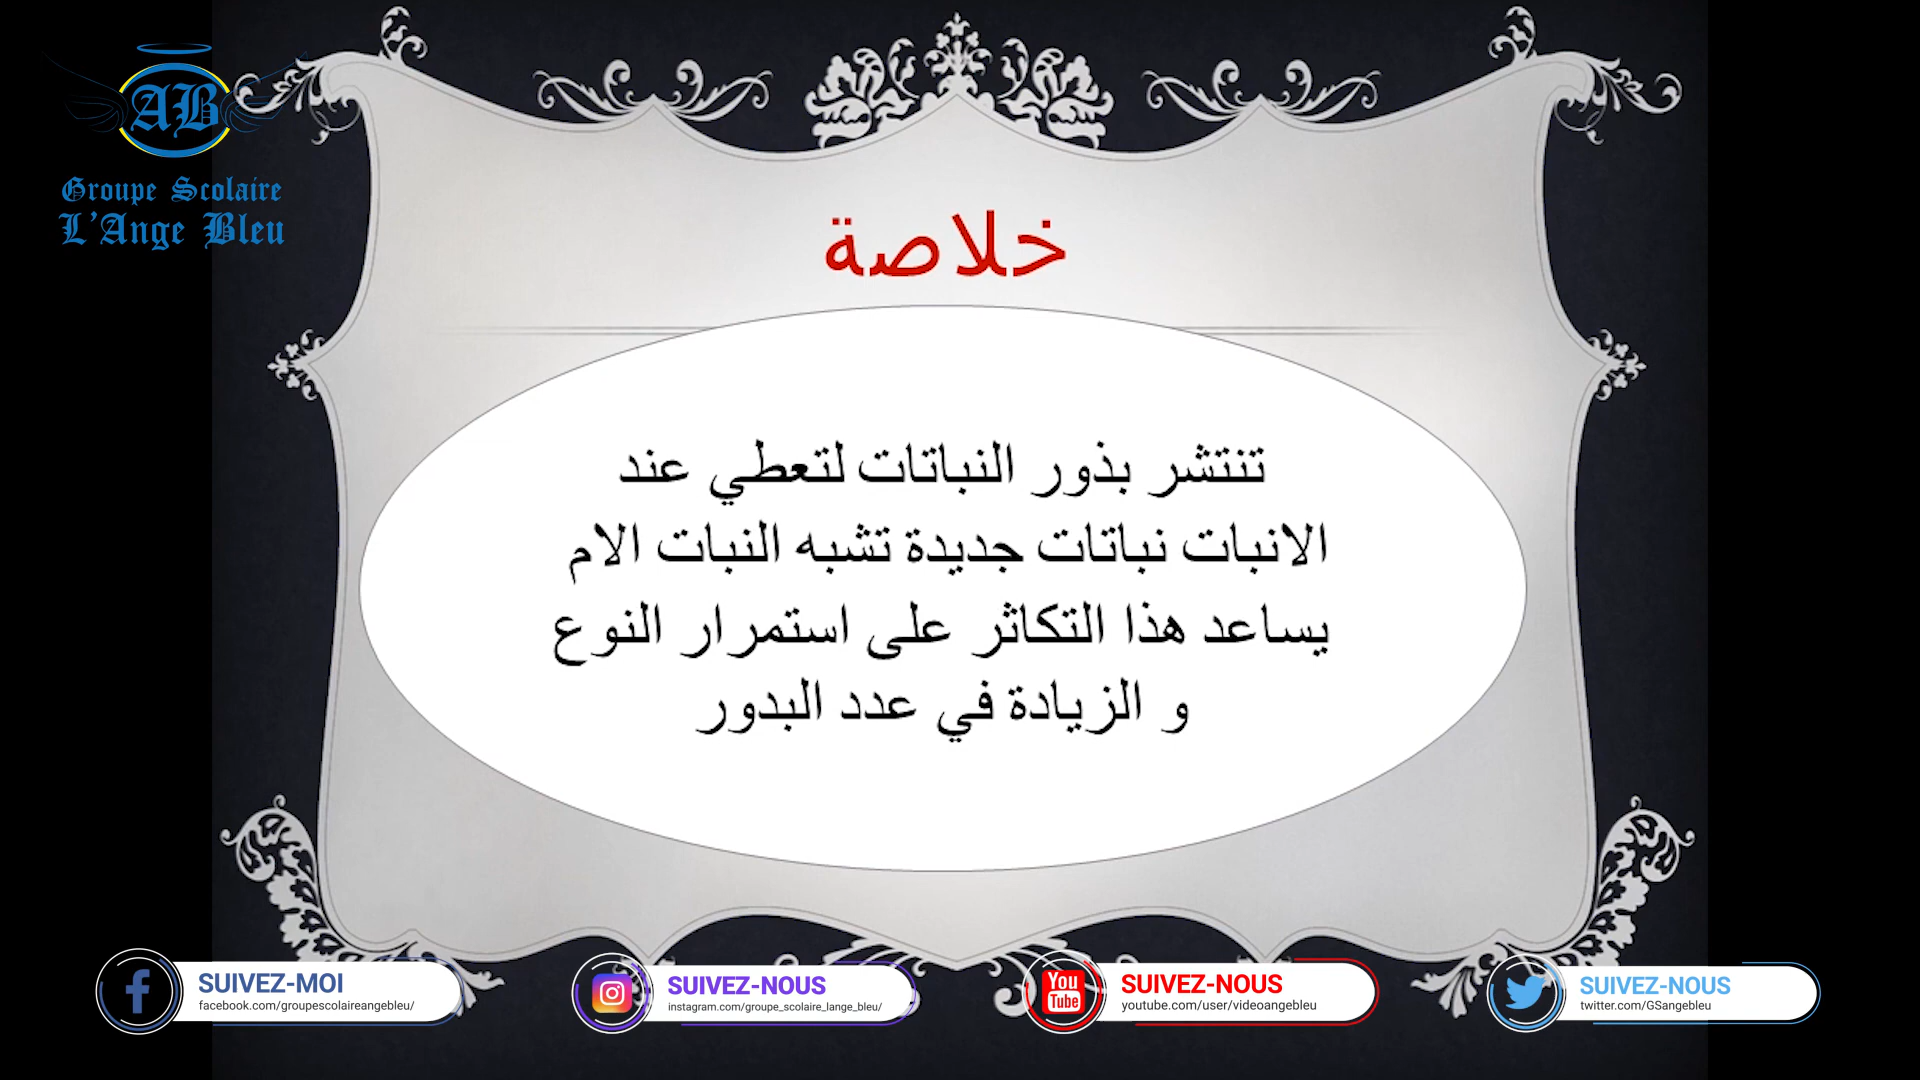 AB
Groupe Scolaire
L'Ange Bleu
خلاصة
تنتشر بذور النباتات لتعطي عند
الانبات نباتات جديدة تشبه النبات الام
يساعد هذا التكاثر على استمرار النوع
و الزيادة في عدد البدور
SUIVEZ-MOI
facebook.com/groupescolaireangebleu/
SUIVEZ-NOUS
instagram.com/groupe_scolaire_lange_bleu/
You
Tube
SUIVEZ-NOUS
youtube.com/user/videoangebleu
SUIVEZ-NOUS
twitter.com/GSangebleu